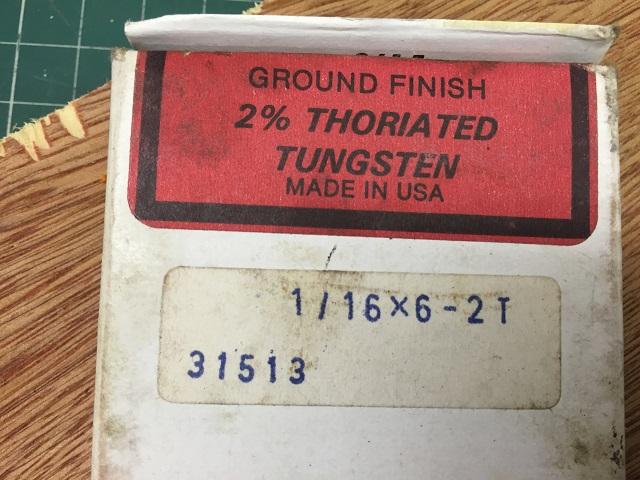 GROUND FINISH
2% THORIATED
TUNGSTEN
MADE IN USA
1/16×6-2T
31513